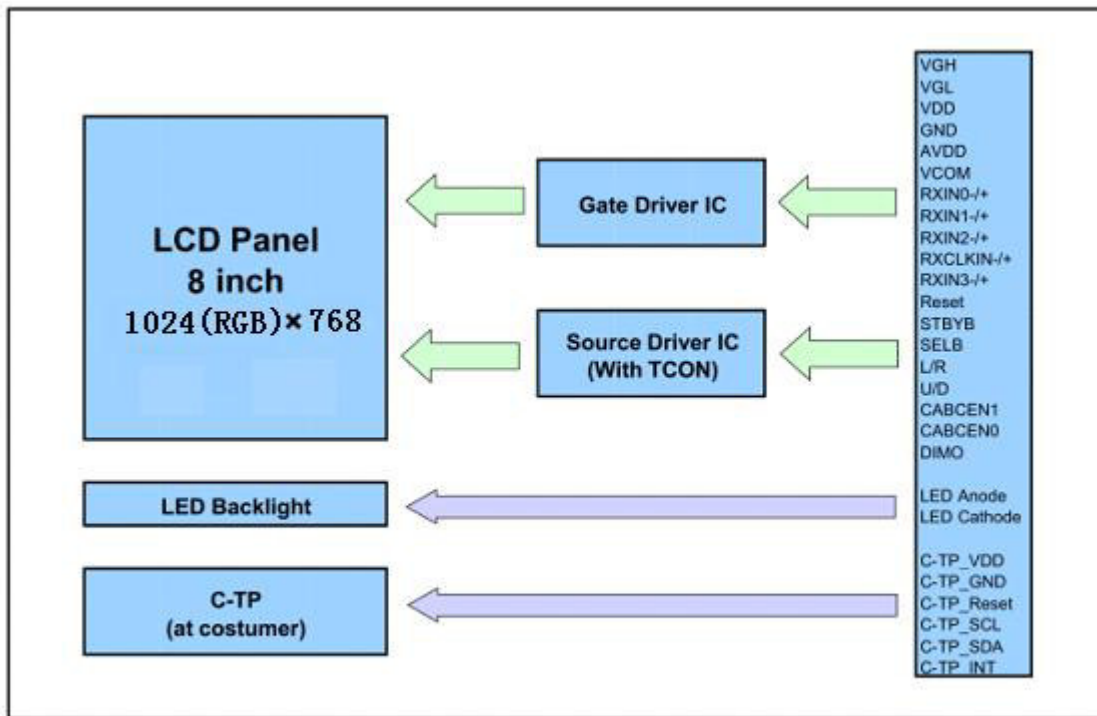 LCD Panel
8 inch
1024(RGB)×768
Gate Driver IC
Source Driver IC
(With TCON)
LED Backlight
C-TP
(at costumer)
VGH
VGL
VDD
GND
AVDD
VCOM
RXIN0-/+
RXIN1-/+
RXIN2-/+
RXCLKIN-/+
RXIN3-/+
Reset
STBYB
SELB
L/R
U/D
CABCEN1
CABCEN0
DIMO
LED Anode
LED Cathode
C-TP_VDD
C-TP_GND
C-TP_Reset
C-TP_SCL
C-TP_SDA
C-TP_INT